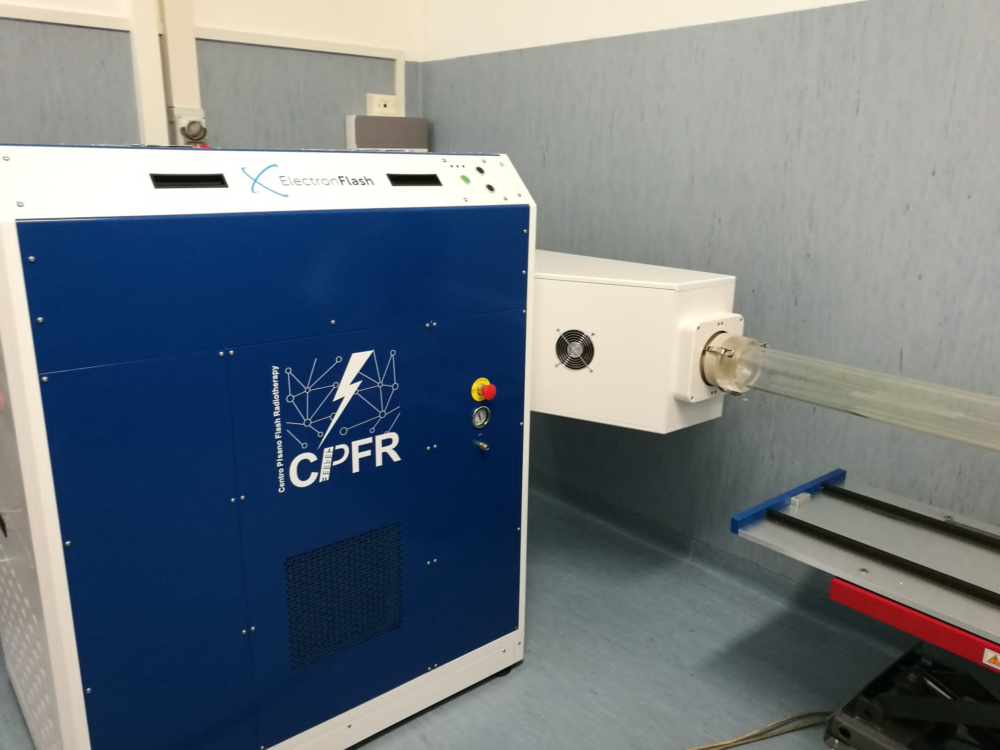 ElectronFlash
Centro PIsano Flash Radiotherapy
CPFR